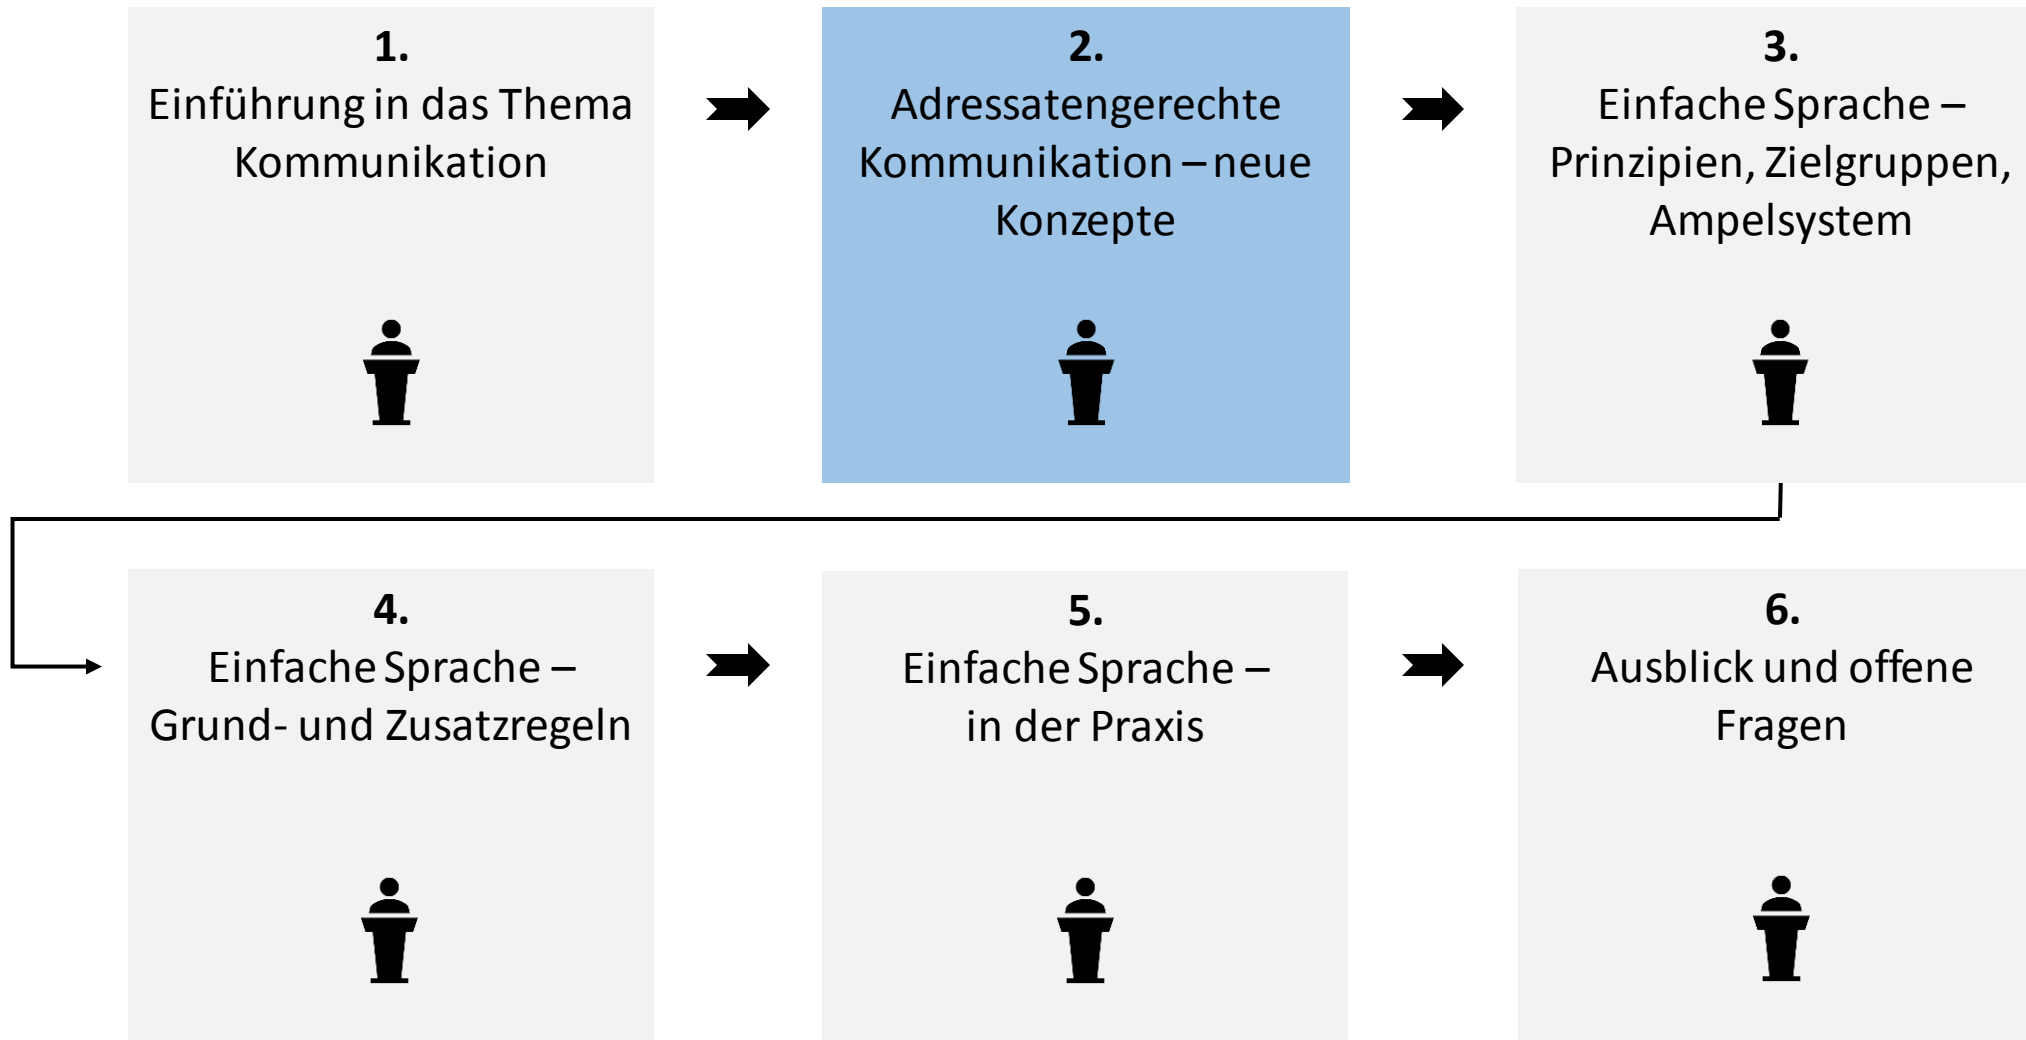 1.
Einführung in das Thema
Kommunikation
2.
Adressatengerechte
Kommunikation – neue
Konzepte
3.
Einfache Sprache –
Prinzipien, Zielgruppen,
Ampelsystem
4.
Einfache Sprache –
Grund- und Zusatzregeln
5.
Einfache Sprache –
in der Praxis
6.
Ausblick und offene
Fragen